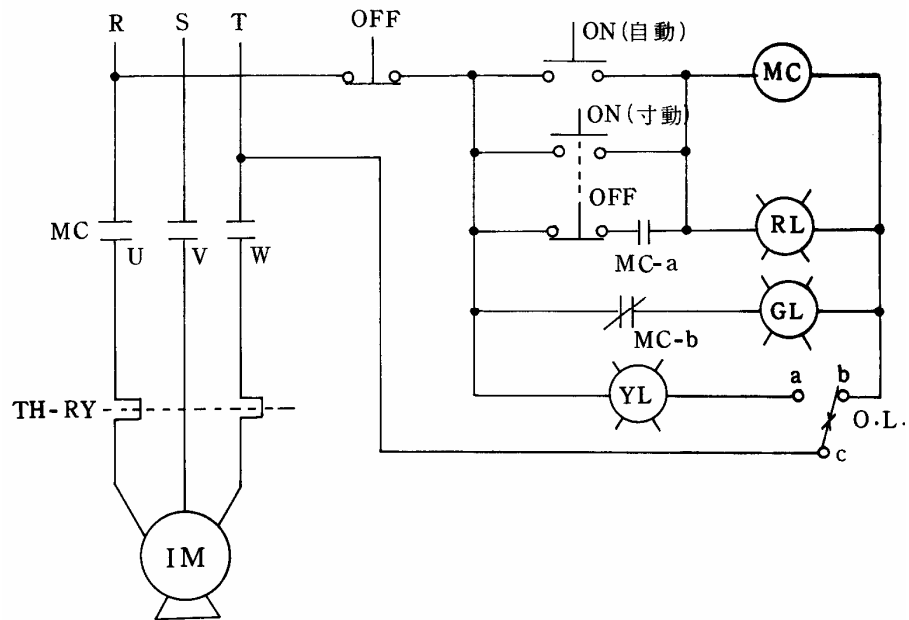 R S T OFF
ON(自動)
MC
ON(寸動)
OFF
MC
U V W
RL
MC-a
GL
MC-b
YL
a b
O.L.
TH-RY
c
IM